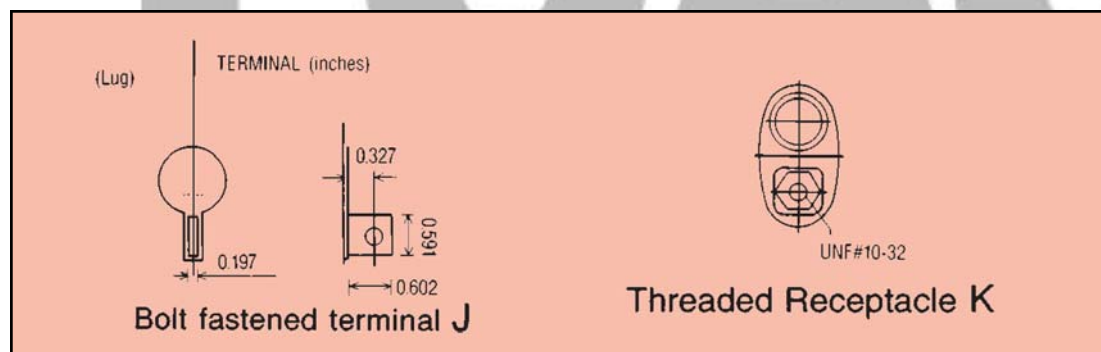 (Lug)
TERMINAL (inches)
0.327
0.591
0.197
0.602
UNF#10-32
Bolt fastened terminal J
Threaded Receptacle K